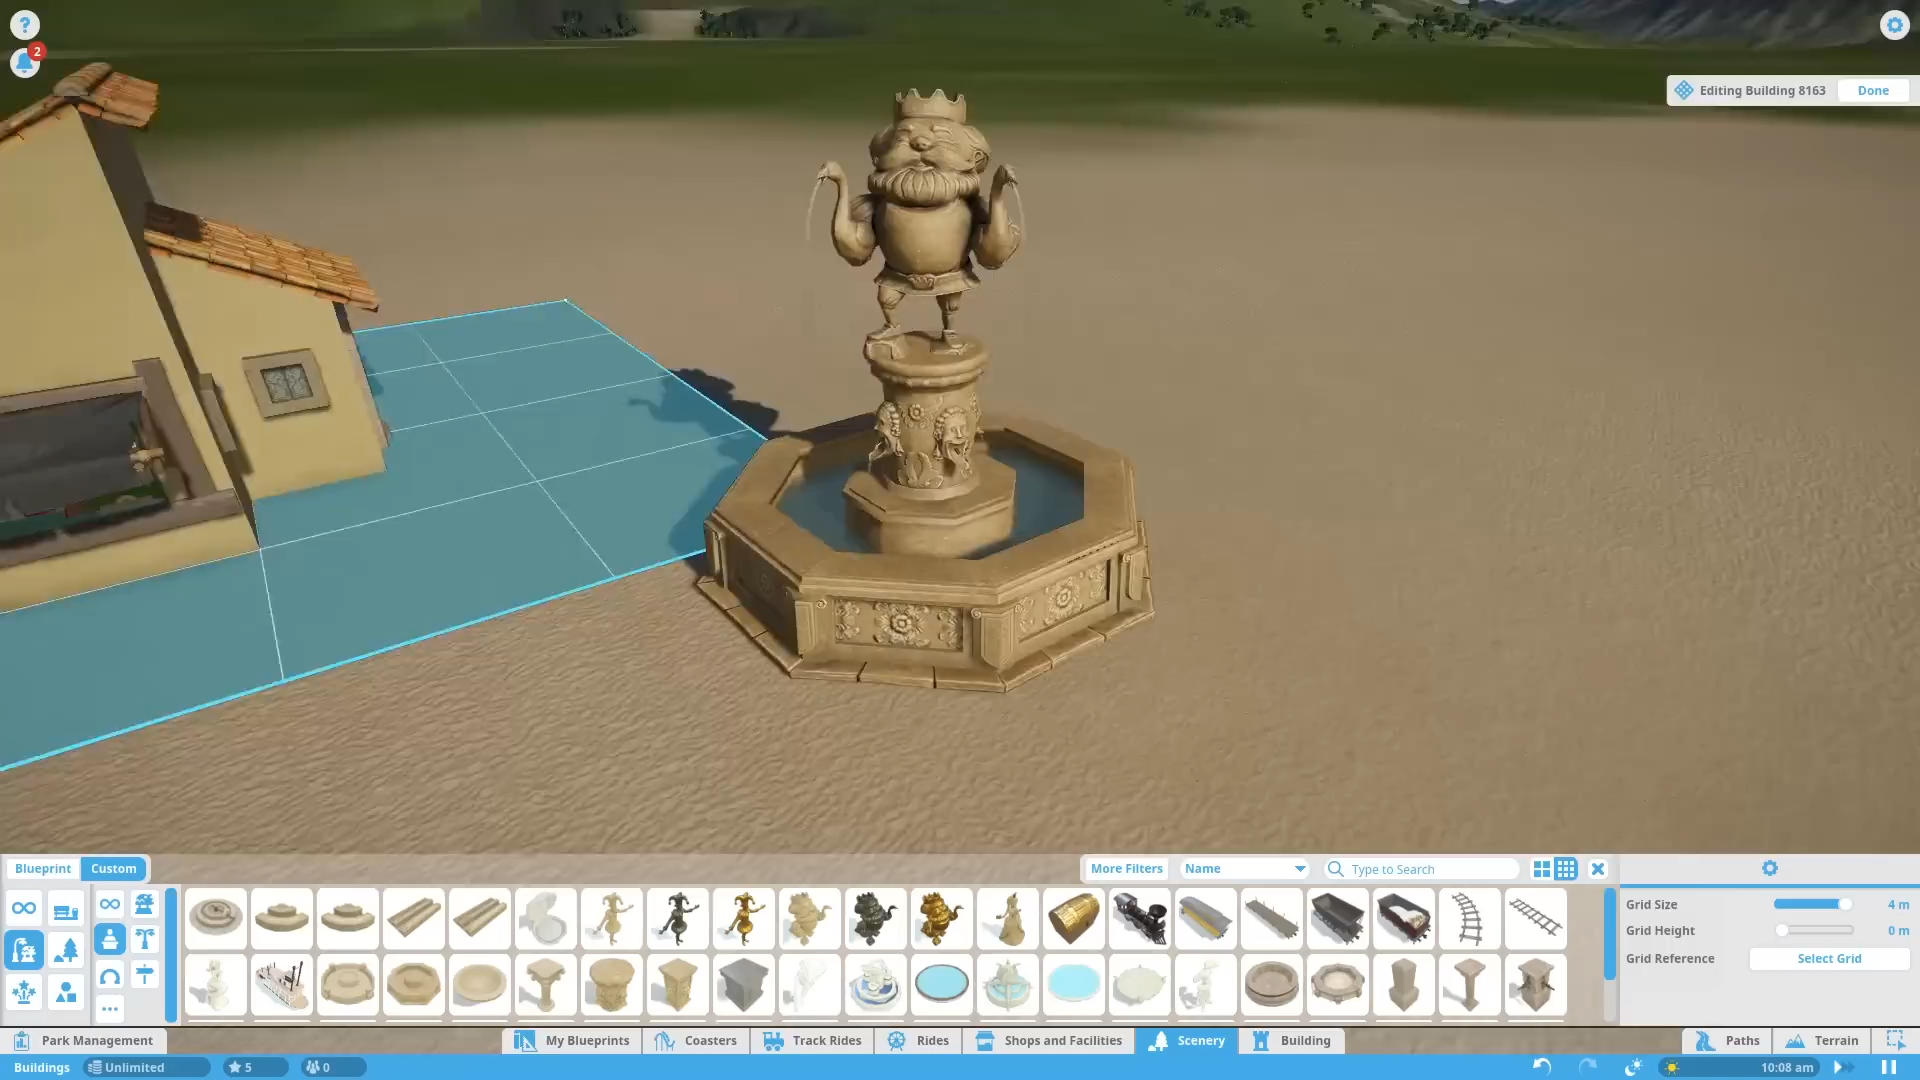 ?
2
Editing Building 8163
Done
Blueprint
Custom
More Filters
Name
Type to Search
Grid Size
4 m
Grid Height
0 m
Grid Reference
Select Grid
Park Management
My Blueprints
Coasters
Track Rides
Rides
Shops and Facilities
Scenery
Building
Paths
Terrain
Buildings
Unlimited
5
0
10:08 am